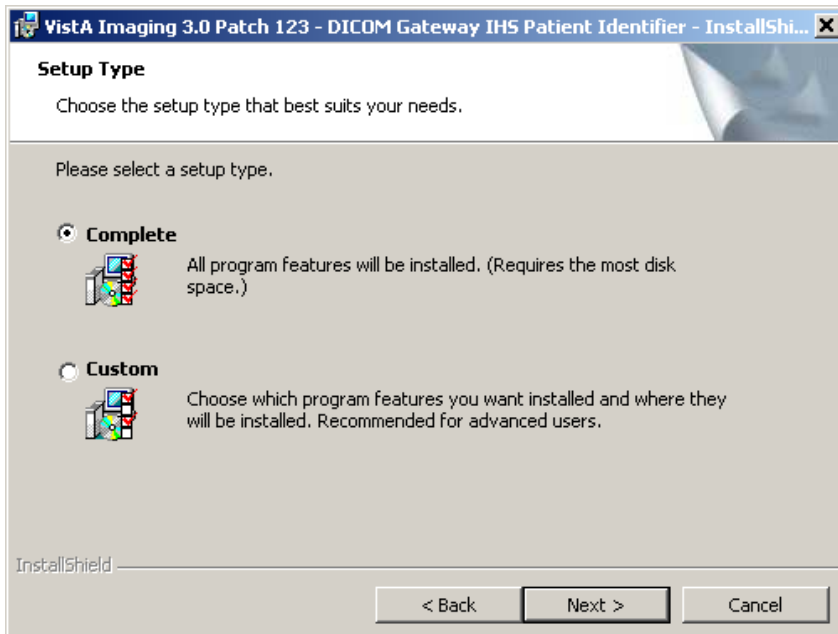 VistA Imaging 3.0 Patch 123 - DICOM Gateway IHS Patient Identifier - InstallShi...
Setup Type
Choose the setup type that best suits your needs.
Please select a setup type.
Complete
All program features will be installed. (Requires the most disk
space.)
Custom
Choose which program features you want installed and where they
will be installed. Recommended for advanced users.
InstallShield
< Back
Next >
Cancel